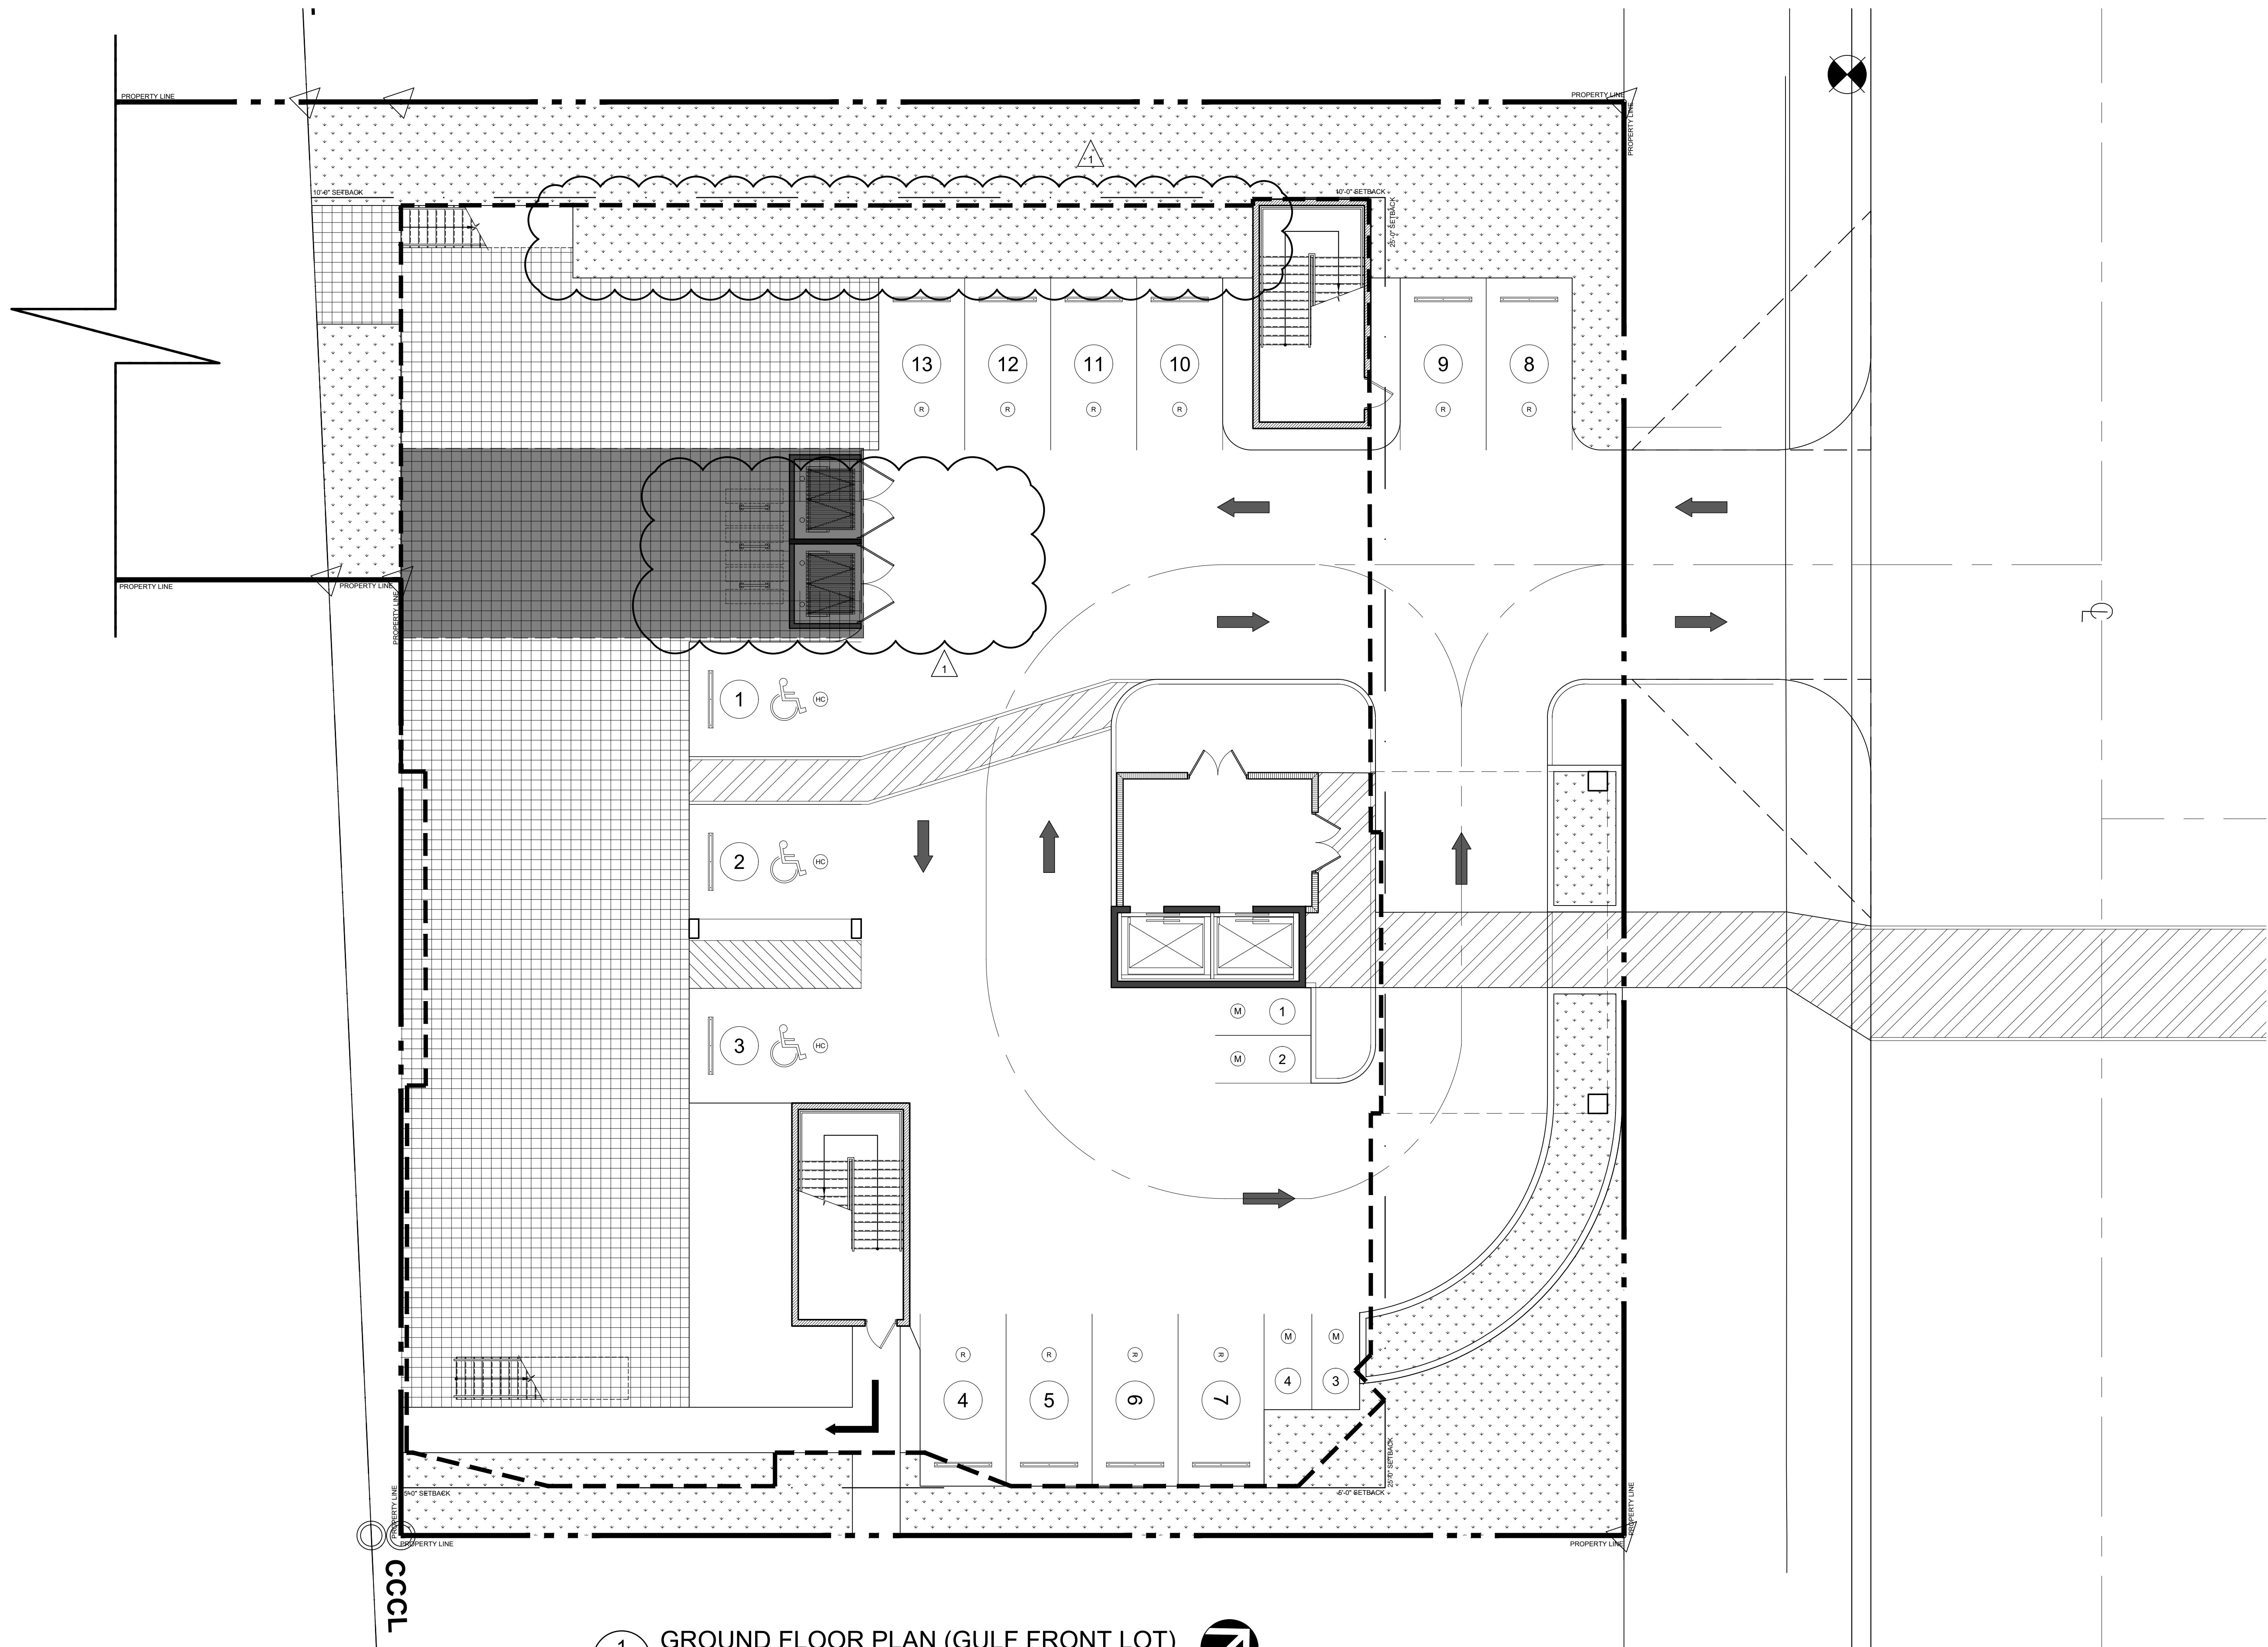 PROPERTY LINE
PROPERTY LINE
PROPERTY LINE
1
10'-0" SETBACK
10'-0" SETBACK
25'-0" SETBACK
13
12
11
10
9
8
R
R
R
R
R
R
PROPERTY LINE
PROPERTY LINE
PROPERTY LINE
1
1
HC
2
HC
3
HC
M
1
M
2
R
R
R
R
M
M
4
5
6
7
4
3
25'-0" SETBACK
5'-0" SETBACK
5'-0" SETBACK
PROPERTY LINE
PROPERTY LINE
PROPERTY LINE
PROPERTY LINE
CCCL
1
GROUND FLOOR PLAN (GULF FRONT LOT)